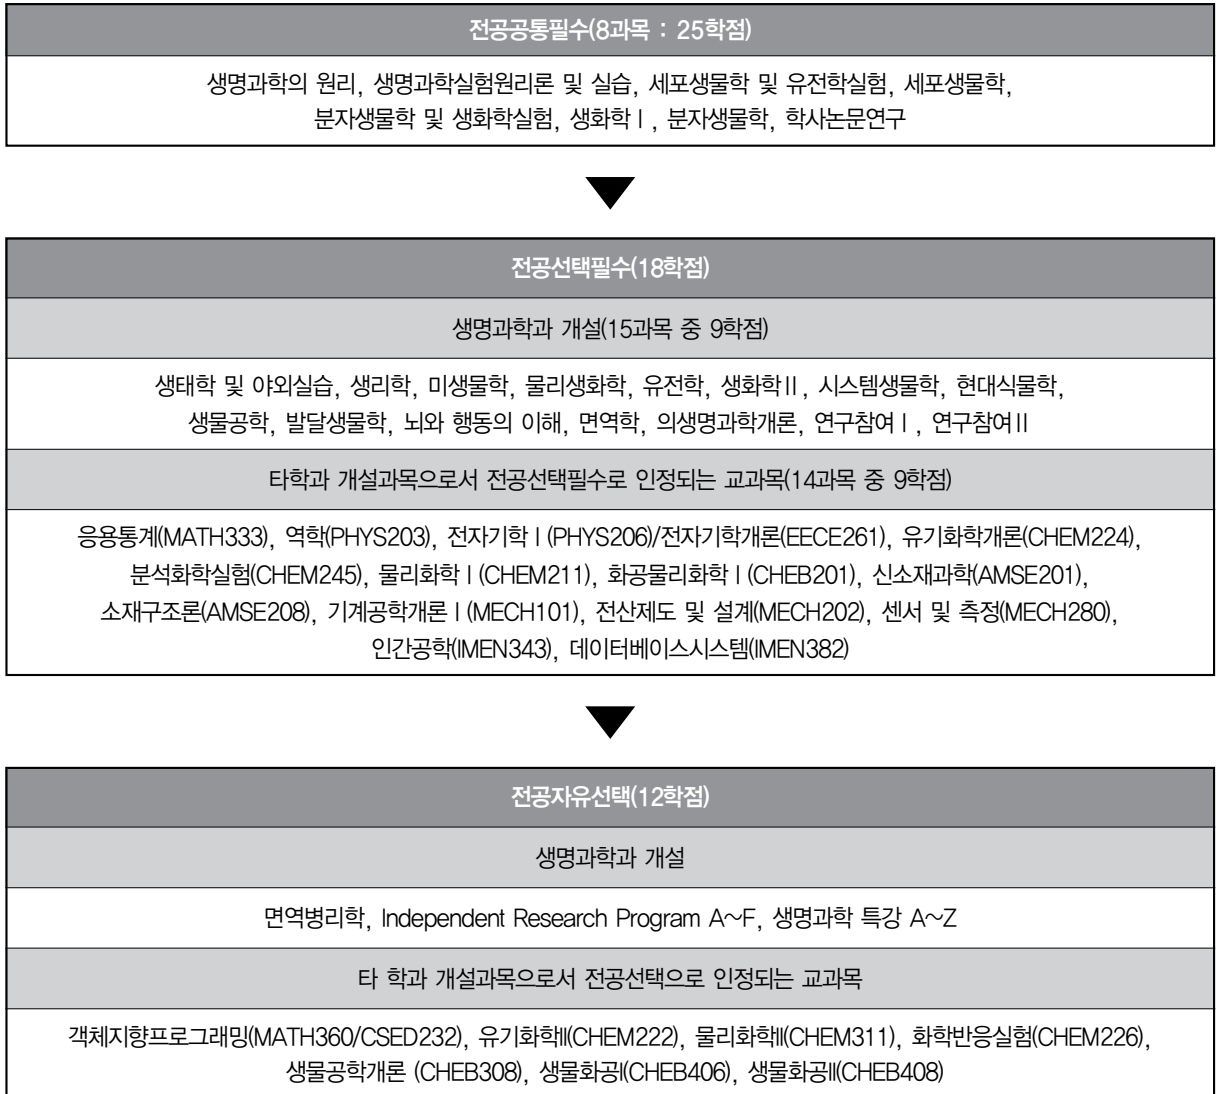 전공공통필수(8과목 : 25학점)
생명과학의 원리, 생명과학실험원리론 및 실습, 세포생물학 및 유전학실험, 세포생물학,
분자생물학 및 생화학실험, 생화학Ⅰ, 분자생물학, 학사논문연구
전공선택필수(18학점)
생명과학과 개설(15과목 중 9학점)
생태학 및 야외실습, 생리학, 미생물학, 물리생화학, 유전학, 생화학Ⅱ, 시스템생물학, 현대식물학,
생물공학, 발달생물학, 뇌와 행동의 이해, 면역학, 의생명과학개론, 연구참여Ⅰ, 연구참여Ⅱ
타학과 개설과목으로서 전공선택필수로 인정되는 교과목(14과목 중 9학점)
응용통계(MATH333), 역학(PHYS203), 전자기학Ⅰ(PHYS206)/전자기학개론(EECE261), 유기화학개론(CHEM224),
분석화학실험(CHEM245), 물리화학Ⅰ(CHEM211), 화공물리화학Ⅰ(CHEB201), 신소재과학(AMSE201),
소재구조론(AMSE208), 기계공학개론Ⅰ(MECH101), 전산제도 및 설계(MECH202), 센서 및 측정(MECH280),
인간공학(IMEN343), 데이터베이스시스템(IMEN382)
전공자유선택(12학점)
생명과학과 개설
면역병리학, Independent Research Program A~F, 생명과학 특강 A~Z
타 학과 개설과목으로서 전공선택으로 인정되는 교과목
객체지향프로그래밍(MATH360/CSED232), 유기화학II(CHEM222), 물리화학II(CHEM311), 화학반응실험(CHEM226),
생물공학개론 (CHEB308), 생물화공I(CHEB406), 생물화공II(CHEB408)